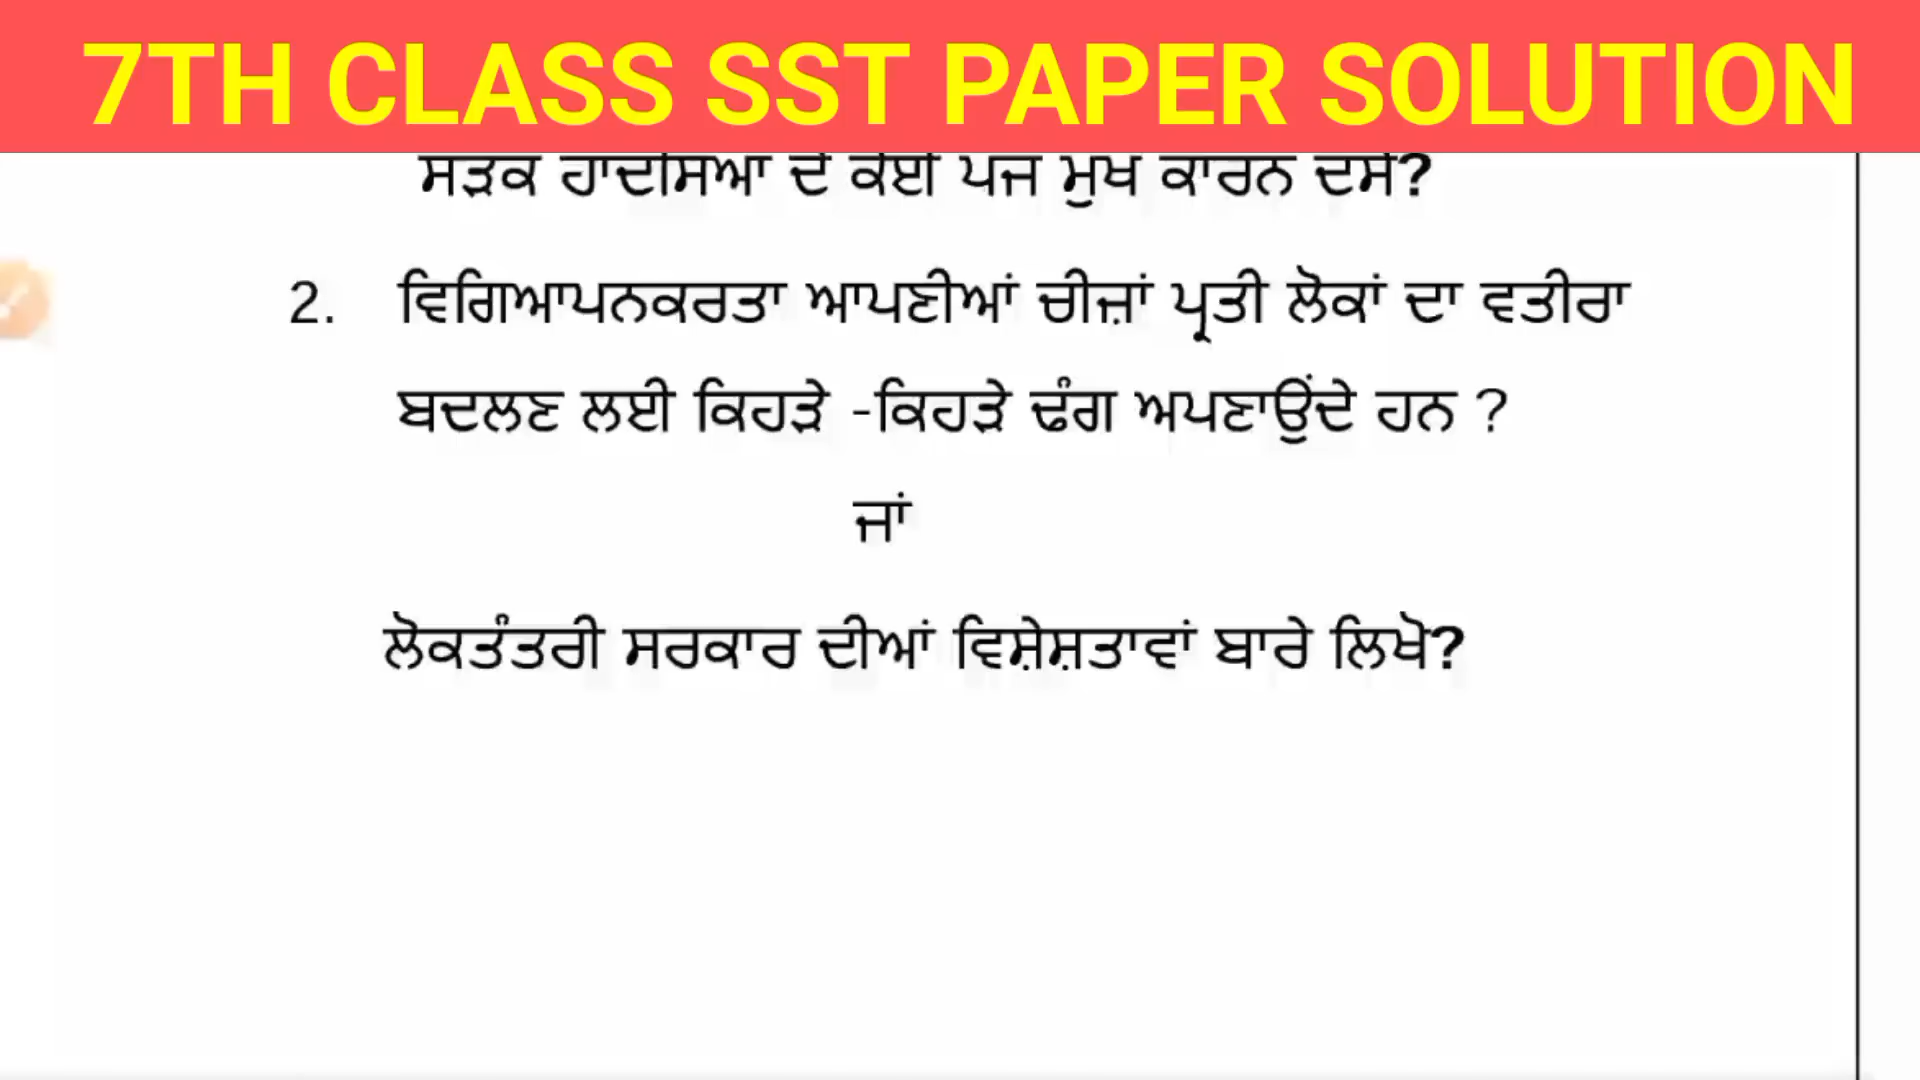 7TH CLASS SST PAPER SOLUTION
ਸੜਕ ਹਾਦਸਿਆਂ ਦੇ ਕੋਈ ਪੰਜ ਮੁੱਖ ਕਾਰਨ ਦੱਸੋ?
2. ਵਿਗਿਆਪਨਕਰਤਾ ਆਪਣੀਆਂ ਚੀਜ਼ਾਂ ਪ੍ਰਤੀ ਲੋਕਾਂ ਦਾ ਵਤੀਰਾ
ਬਦਲਣ ਲਈ ਕਿਹੜੇ -ਕਿਹੜੇ ਢੰਗ ਅਪਣਾਉਂਦੇ ਹਨ ?
ਜਾਂ
ਲੋਕਤੰਤਰੀ ਸਰਕਾਰ ਦੀਆਂ ਵਿਸ਼ੇਸ਼ਤਾਵਾਂ ਬਾਰੇ ਲਿਖੋ?